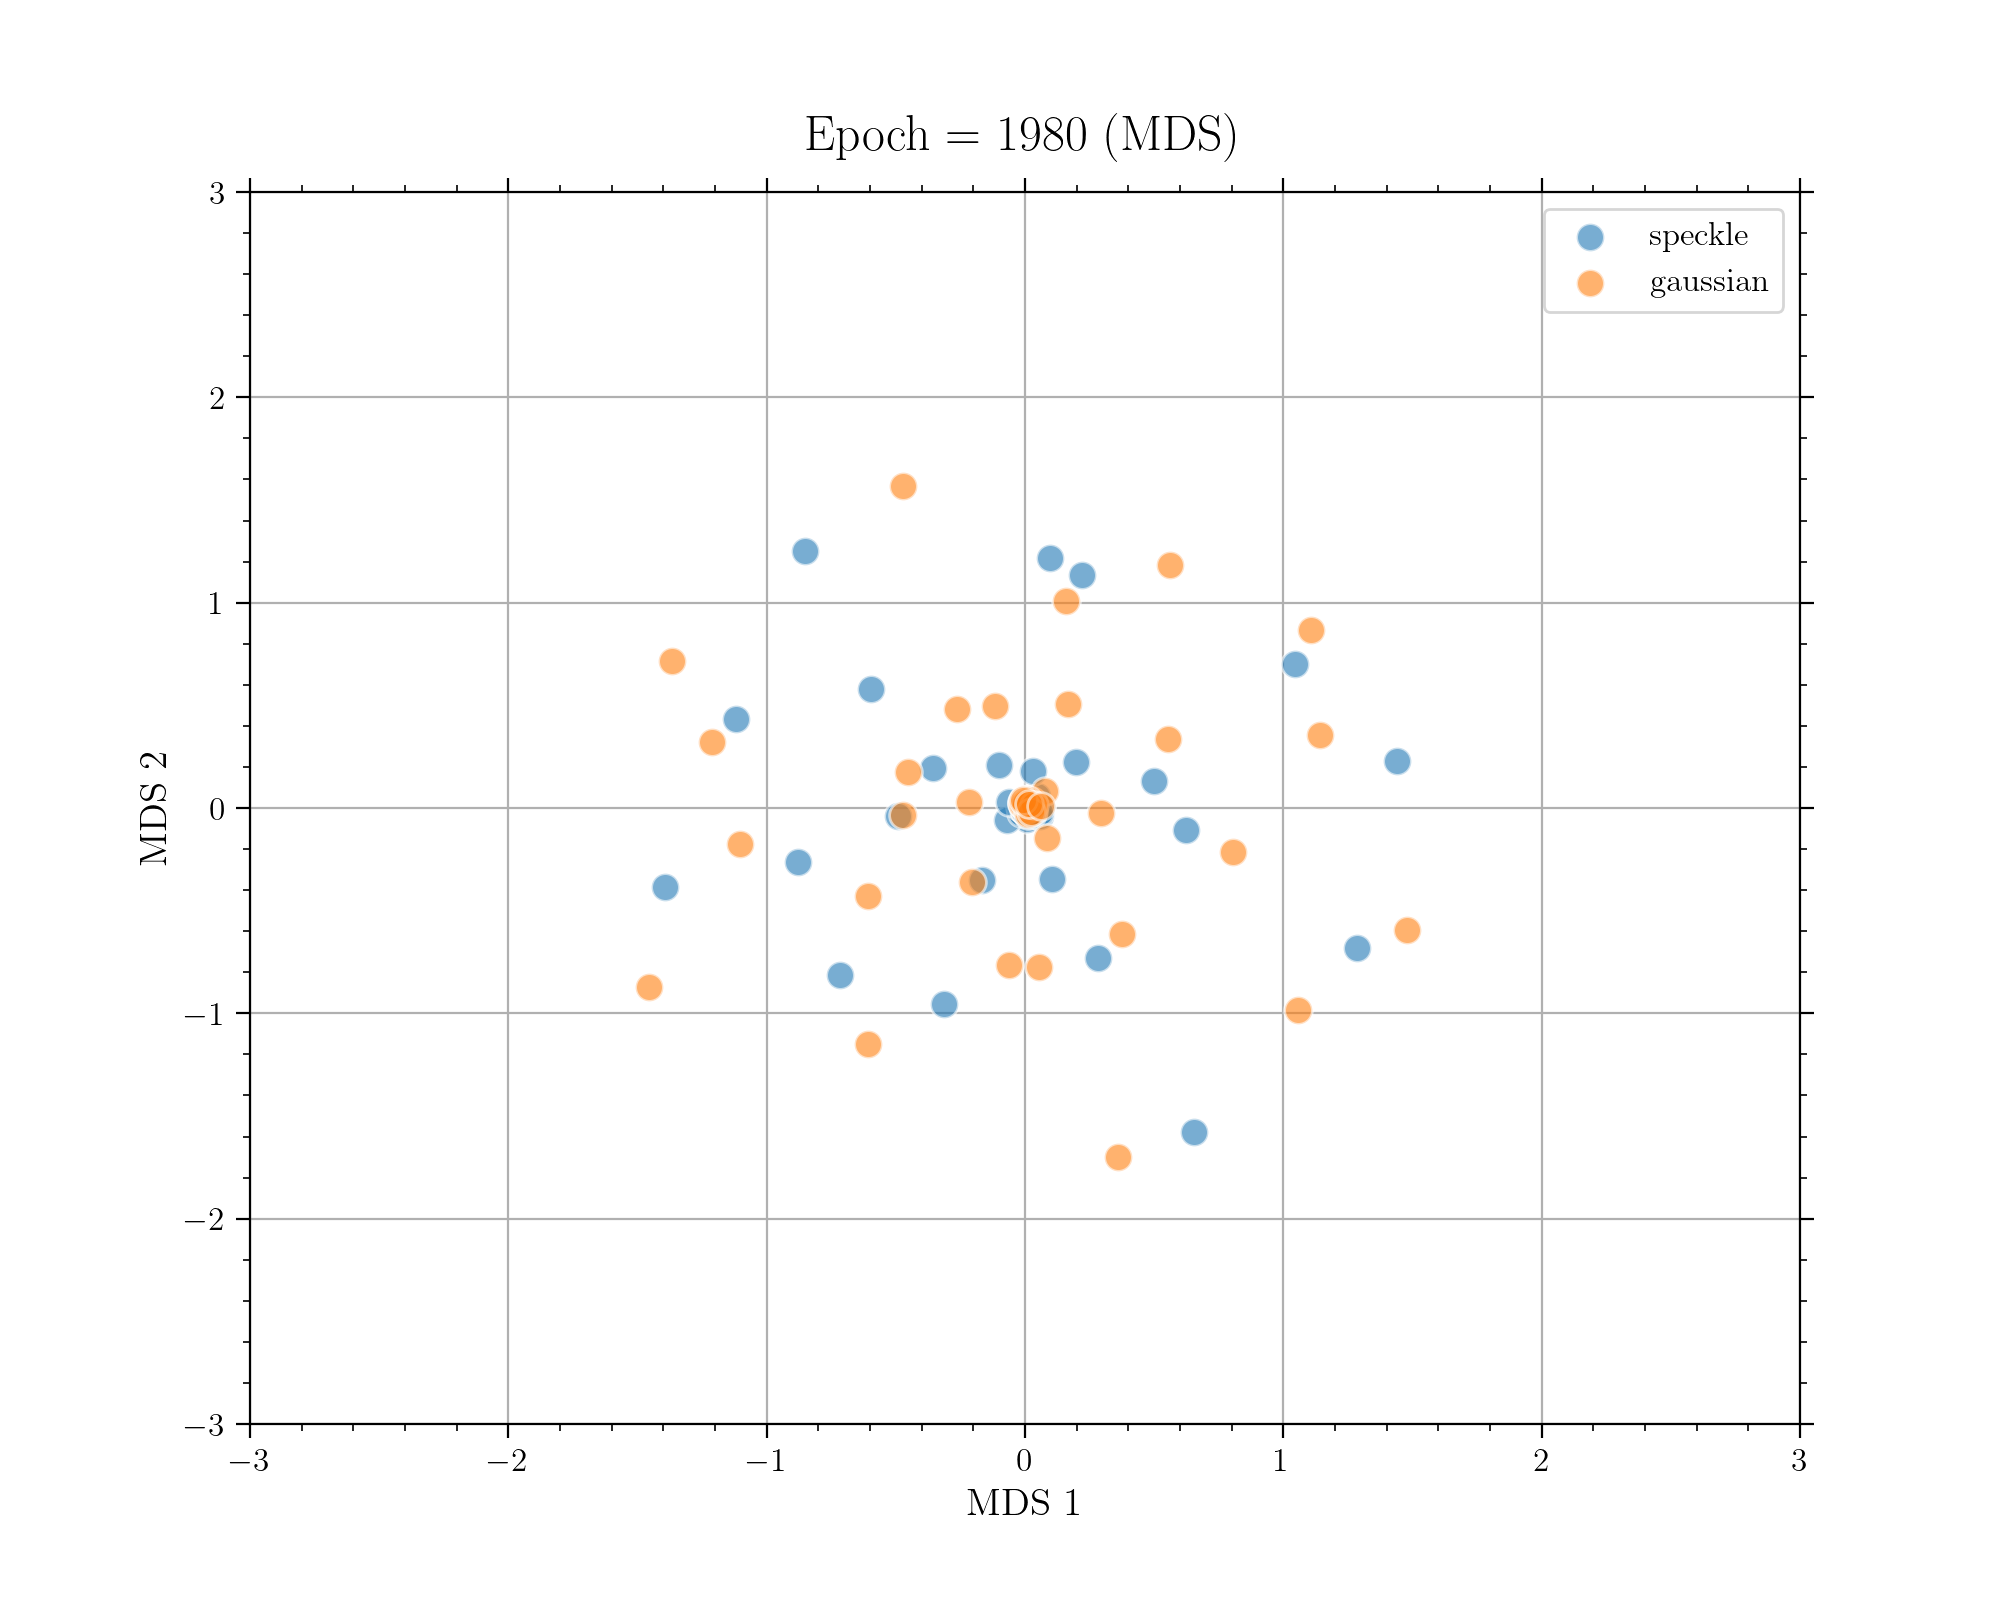 Epoch = 1980 (MDS)
speckle
gaussian
MDS 2
3
2
1
0
−1
−2
−3
−3 −2 −1 0 1 2 3
MDS 1